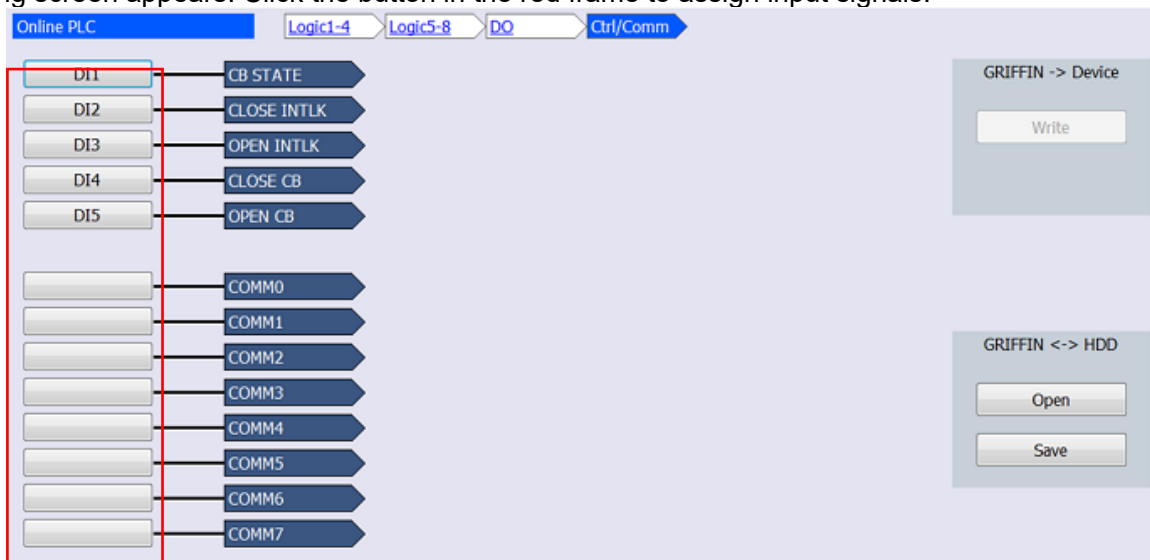 ng screen appears. Click the button in the red frame to assign input signals.
Online PLC Logic1-4 Logic5-8 DO Ctrl/Comm
DI1 CB STATE GRIFFIN -> Device
DI2 CLOSE INTLK
Write
DI3 OPEN INTLK
DI4 CLOSE CB
DI5 OPEN CB
COMM0
COMM1
COMM2 GRIFFIN <-> HDD
COMM3
Open
COMM4
COMM5 Save
COMM6
COMM7